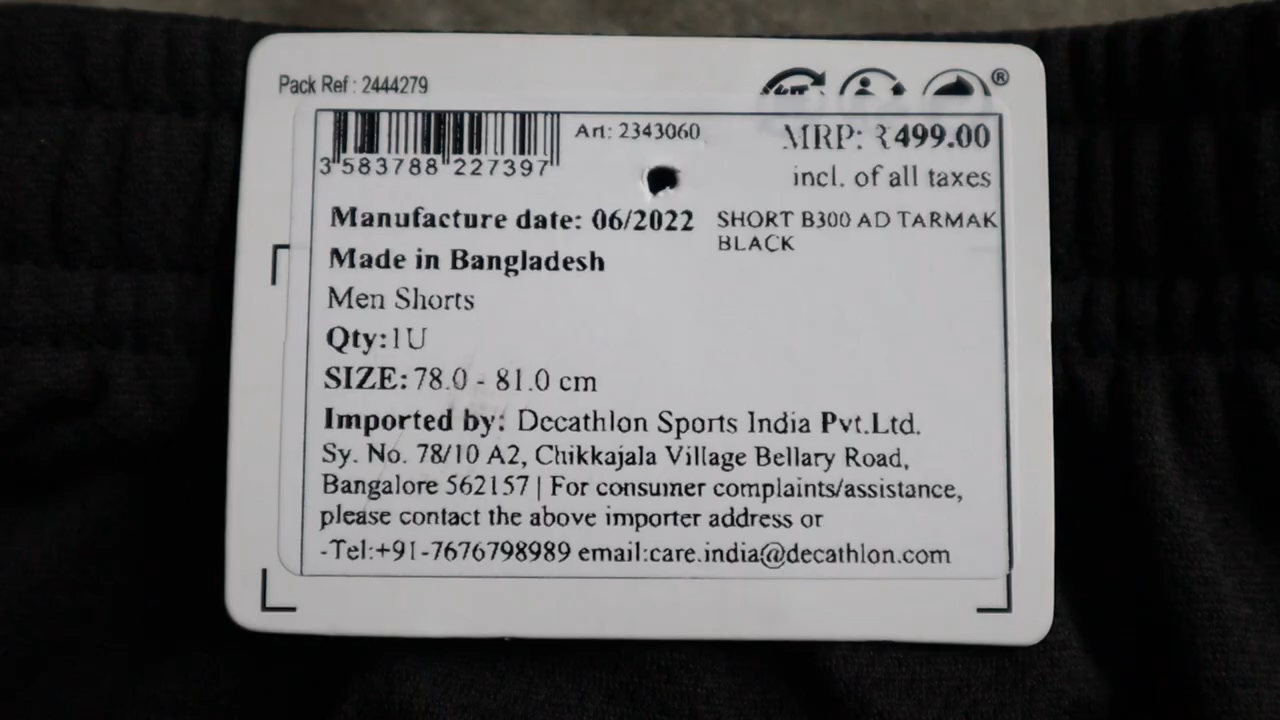 Pack Ref : 2444279
®
Art: 2343060
MRP: ₹499.00
3 583788 227397
incl. of all taxes
Manufacture date: 06/2022
SHORT B300 AD TARMAK
BLACK
Made in Bangladesh
Men Shorts
Qty:1U
SIZE: 78.0 - 81.0 cm
Imported by: Decathlon Sports India Pvt.Ltd.
Sy. No. 78/10 A2, Chikkajala Village Bellary Road,
Bangalore 562157 | For consumer complaints/assistance,
please contact the above importer address or
-Tel:+91-7676798989 email:care.india@decathlon.com